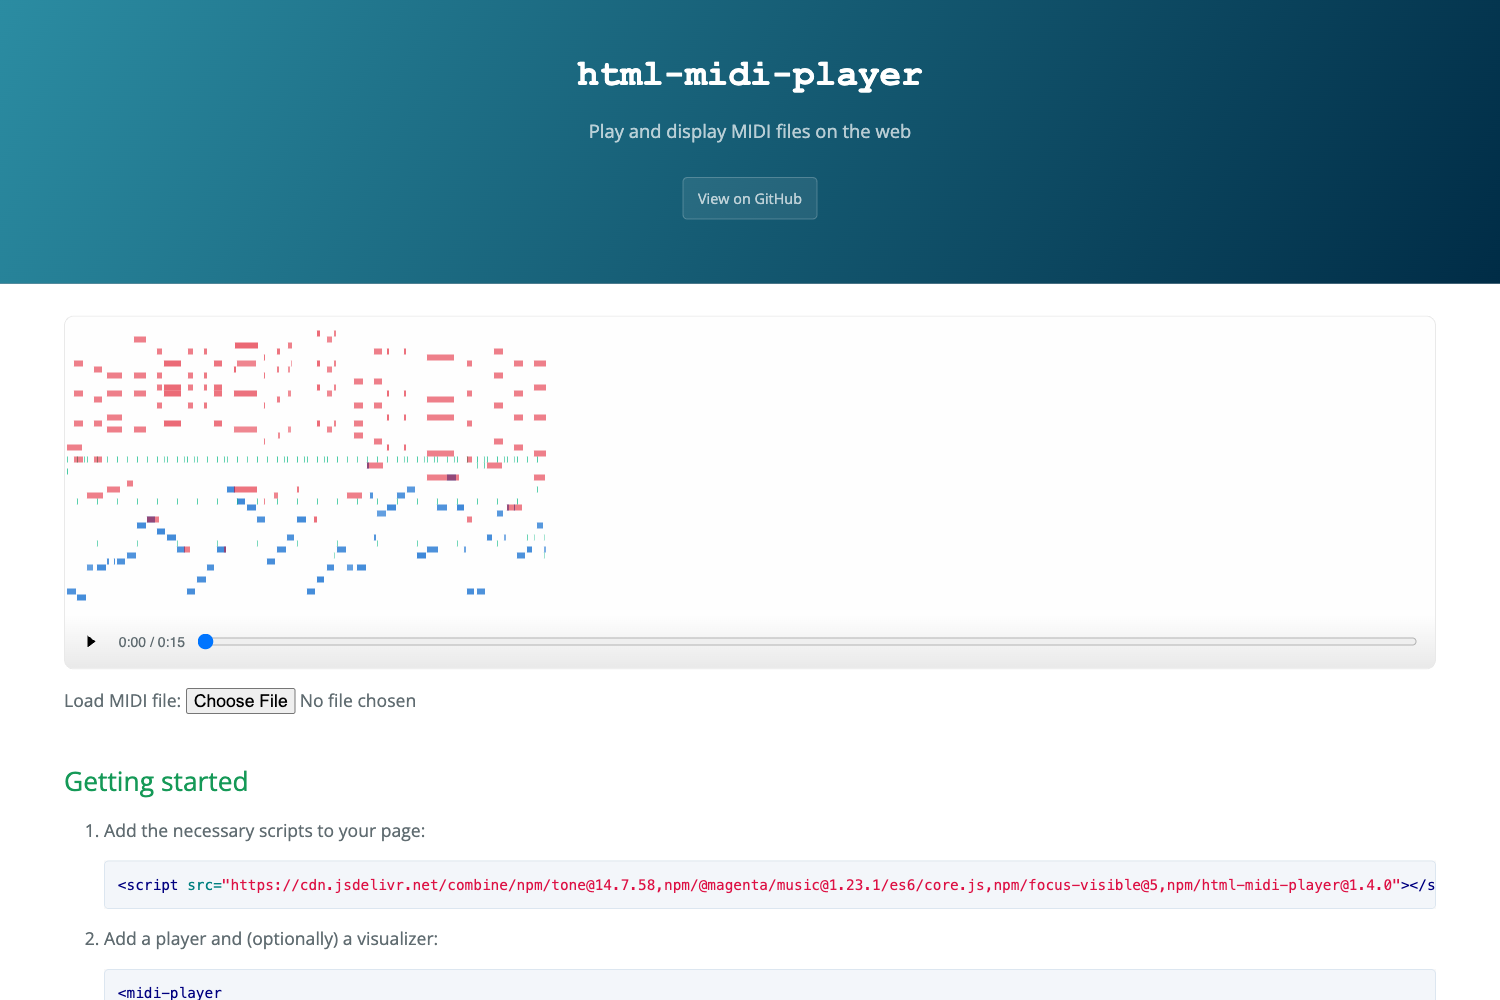 html-midi-player
Play and display MIDI files on the web
View on GitHub
0:00 / 0:15
Load MIDI file: Choose File No file chosen
Getting started
1. Add the necessary scripts to your page:
<script src="https://cdn.jsdelivr.net/combine/npm/tone@14.7.58,npm/@magenta/music@1.23.1/es6/core.js,npm/focus-visible@5,npm/html-midi-player@1.4.0"></s
2. Add a player and (optionally) a visualizer:
<midi-player